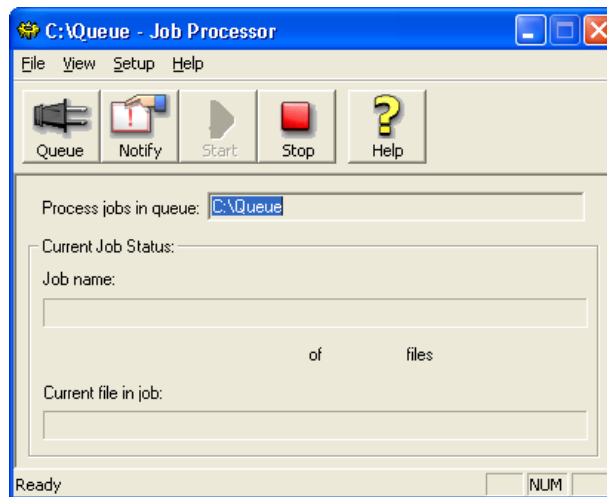 C:\Queue - Job Processor
File View Setup Help
Queue Notify Start Stop Help
Process jobs in queue: C:\Queue
Current Job Status:
Job name:
of files
Current file in job:
Ready NUM